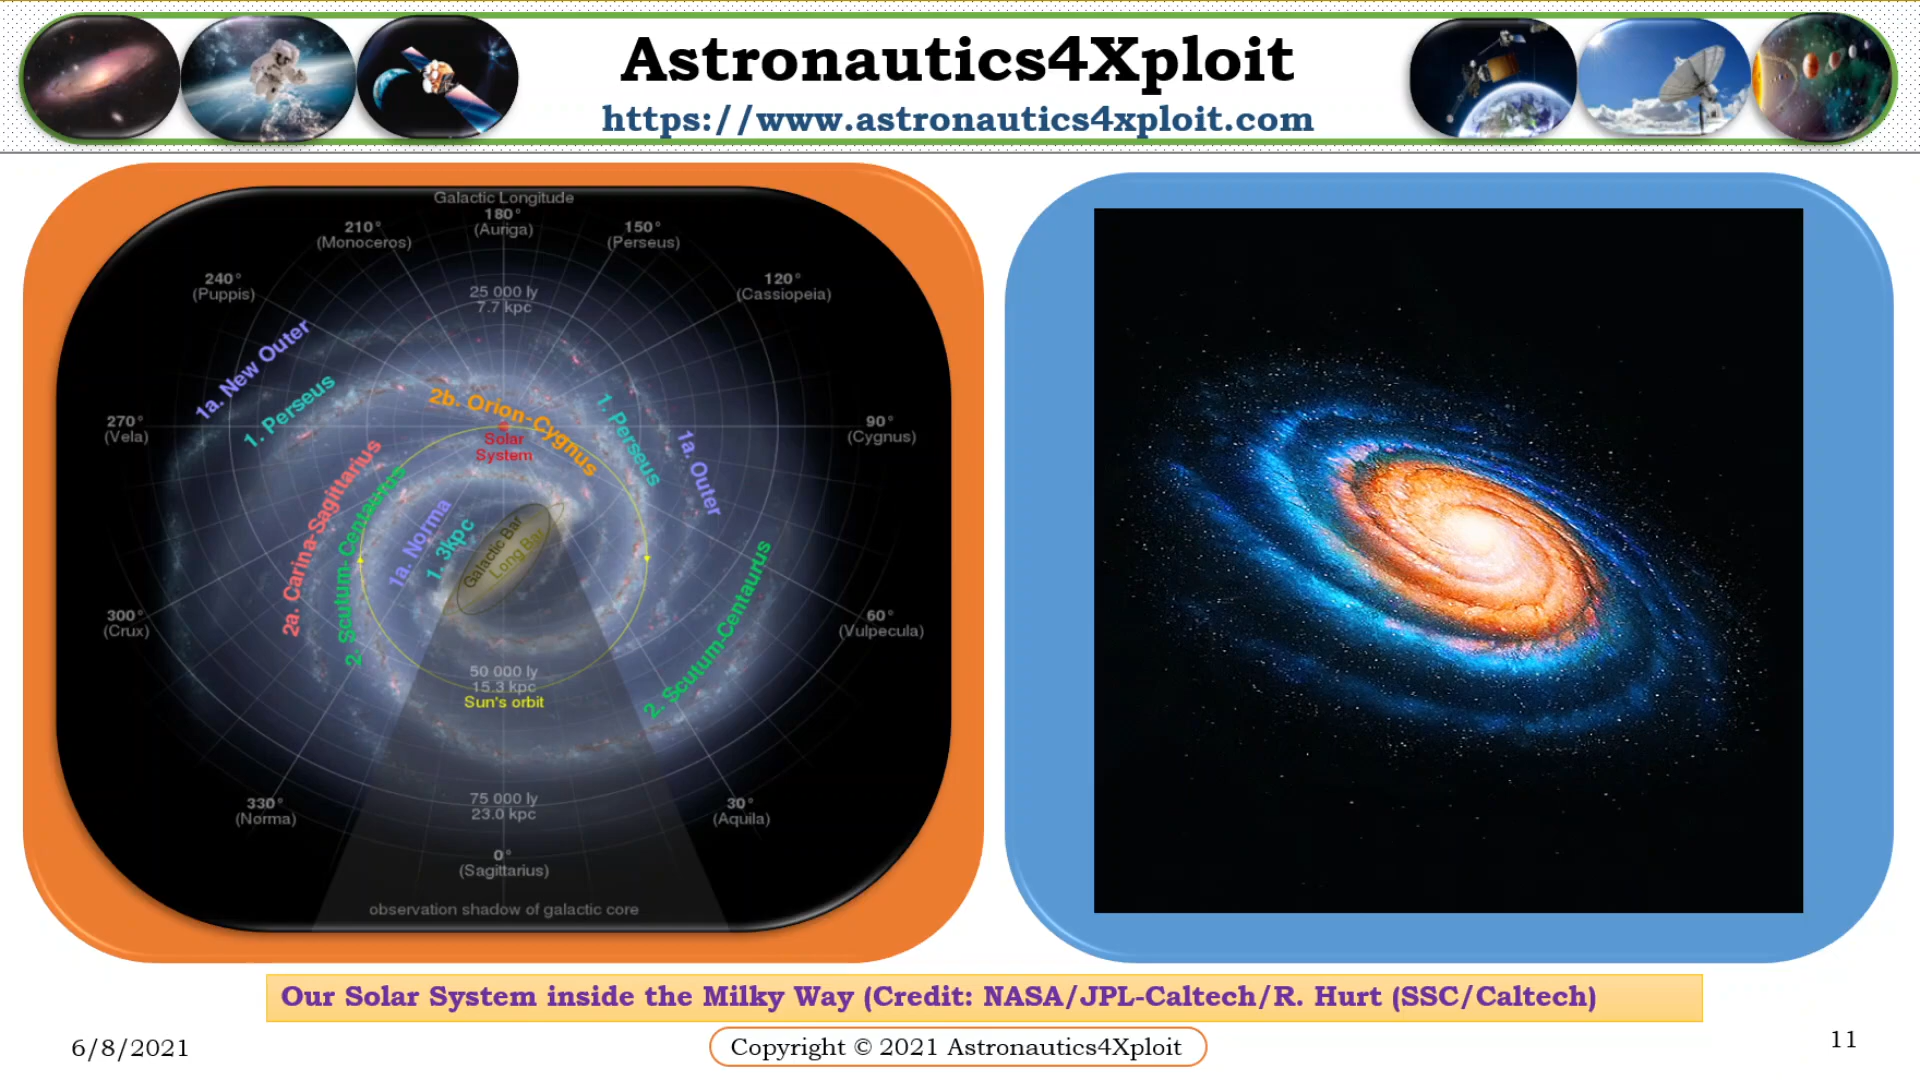 Astronautics4Xploit
https://www.astronautics4xploit.com
Galactic Longitude
180°
(Auriga)
210°
(Monoceros)
150°
(Perseus)
240°
(Puppis)
120°
(Cassiopeia)
25 000 ly
7.7 kpc
1a. New Outer
1. Perseus
2b. Orion-Cygnus
1. Perseus
1a. Outer
270°
(Vela)
90°
(Cygnus)
Solar
System
2a. Carina-Sagittarius
2. Scutum-Centaurus
1a. Norma
1. 3kpc
Galactic Bar
Long Bar
2. Scutum-Centaurus
300°
(Crux)
60°
(Vulpecula)
50 000 ly
15.3 kpc
Sun's orbit
75 000 ly
23.0 kpc
330°
(Norma)
30°
(Aquila)
0°
(Sagittarius)
observation shadow of galactic core
Our Solar System inside the Milky Way (Credit: NASA/JPL-Caltech/R. Hurt (SSC/Caltech)
6/8/2021
Copyright © 2021 Astronautics4Xploit
11